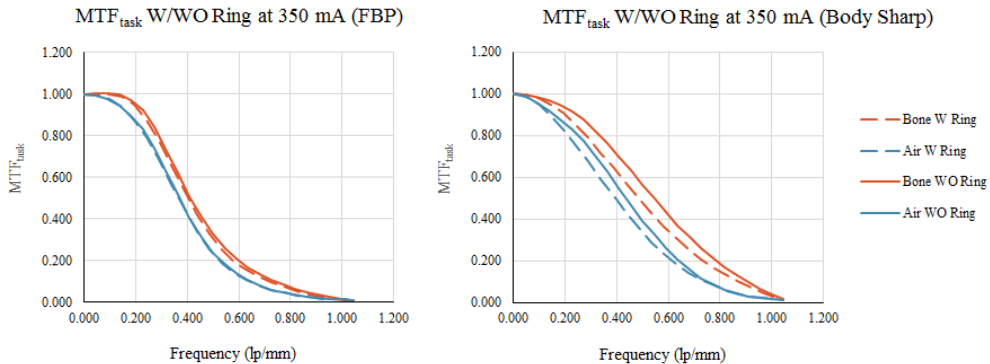 MTFtask W/WO Ring at 350 mA (FBP)
1.200
1.000
0.800
0.600
0.400
0.200
0.000
MTFtask
0.000 0.200 0.400 0.600 0.800 1.000 1.200
Frequency (lp/mm)
MTFtask W/WO Ring at 350 mA (Body Sharp)
1.200
1.000
0.800
0.600
0.400
0.200
0.000
MTFtask
0.000 0.200 0.400 0.600 0.800 1.000 1.200
Frequency (lp/mm)
Bone W Ring
Air W Ring
Bone WO Ring
Air WO Ring